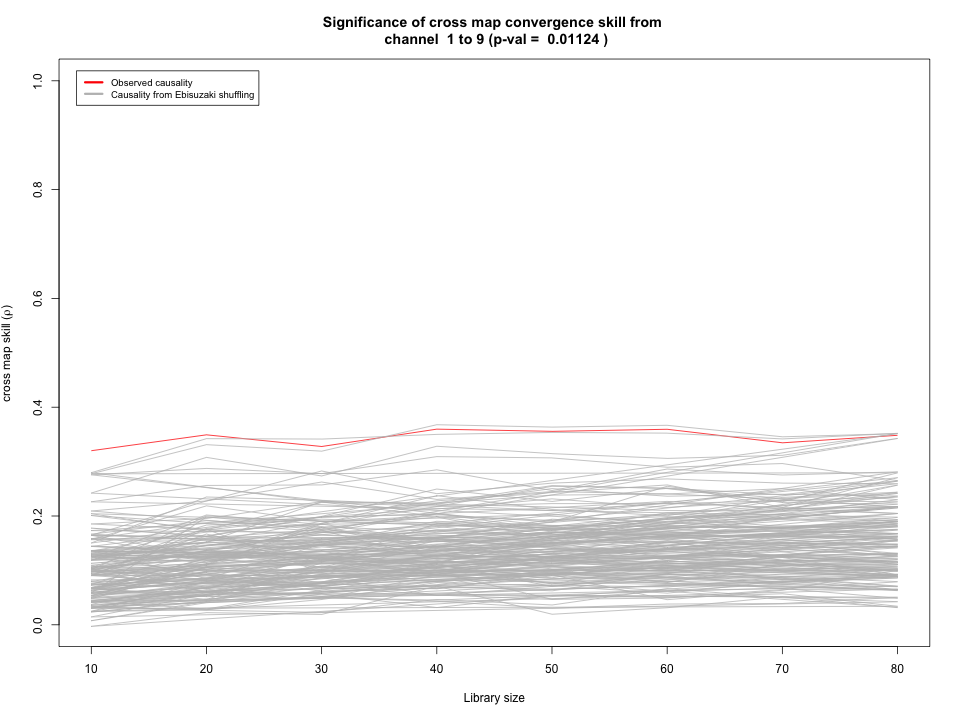 Significance of cross map convergence skill from
channel 1 to 9 (p-val = 0.01124 )
Observed causality
Causality from Ebisuzaki shuffling
cross map skill (ρ)
1.0
0.8
0.6
0.4
0.2
0.0
10 20 30 40 50 60 70 80
Library size